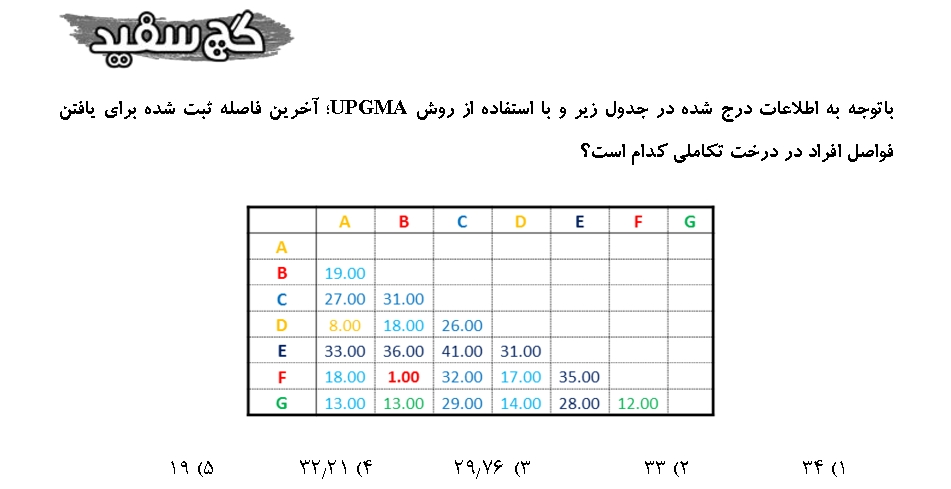 گچ سفید
باتوجه به اطلاعات درج شده در جدول زیر و با استفاده از روش UPGMA؛ آخرین فاصله ثبت شده برای یافتن
فواصل افراد در درخت تکاملی کدام است؟
A B C D E F G
A
B 19.00
C 27.00 31.00
D 8.00 18.00 26.00
E 33.00 36.00 41.00 31.00
F 18.00 1.00 32.00 17.00 35.00
G 13.00 13.00 29.00 14.00 28.00 12.00
۱) ۳۴ ۲) ۳۳ ۳) ۲۹٫۷۶ ۴) ۳۲٫۲۱ ۵) ۱۹